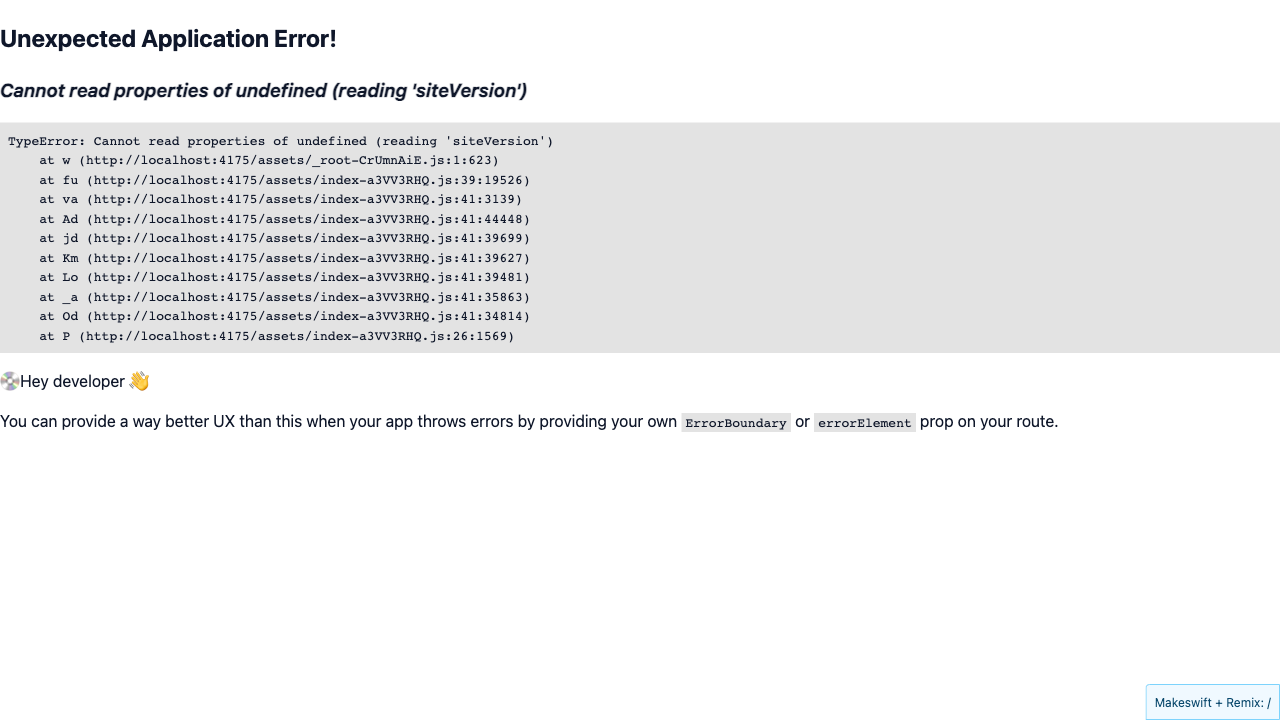 Unexpected Application Error!
Cannot read properties of undefined (reading 'siteVersion')
TypeError: Cannot read properties of undefined (reading 'siteVersion')
    at w (http://localhost:4175/assets/_root-CrUmnAiE.js:1:623)
    at fu (http://localhost:4175/assets/index-a3VV3RHQ.js:39:19526)
    at va (http://localhost:4175/assets/index-a3VV3RHQ.js:41:3139)
    at Ad (http://localhost:4175/assets/index-a3VV3RHQ.js:41:44448)
    at jd (http://localhost:4175/assets/index-a3VV3RHQ.js:41:39699)
    at Km (http://localhost:4175/assets/index-a3VV3RHQ.js:41:39627)
    at Lo (http://localhost:4175/assets/index-a3VV3RHQ.js:41:39481)
    at _a (http://localhost:4175/assets/index-a3VV3RHQ.js:41:35863)
    at Od (http://localhost:4175/assets/index-a3VV3RHQ.js:41:34814)
    at P (http://localhost:4175/assets/index-a3VV3RHQ.js:26:1569)
💿Hey developer 👋
You can provide a way better UX than this when your app throws errors by providing your own ErrorBoundary or errorElement prop on your route.
Makeswift + Remix: /